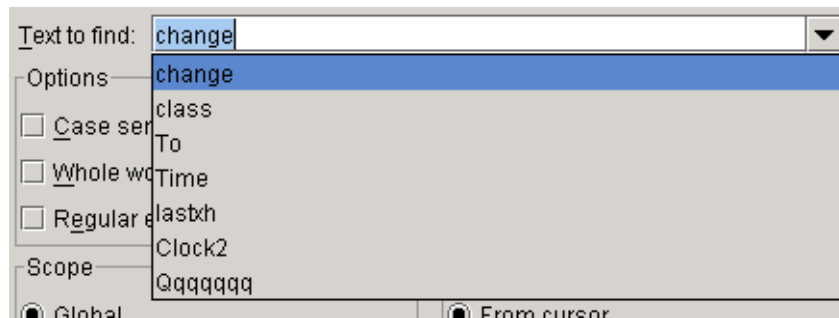 Text to find: change
change
Options
class
Case ser
To
Whole wo
Time
Regular e
lastxh
Clock2
Scope
Qqqqqqq
Global
From cursor